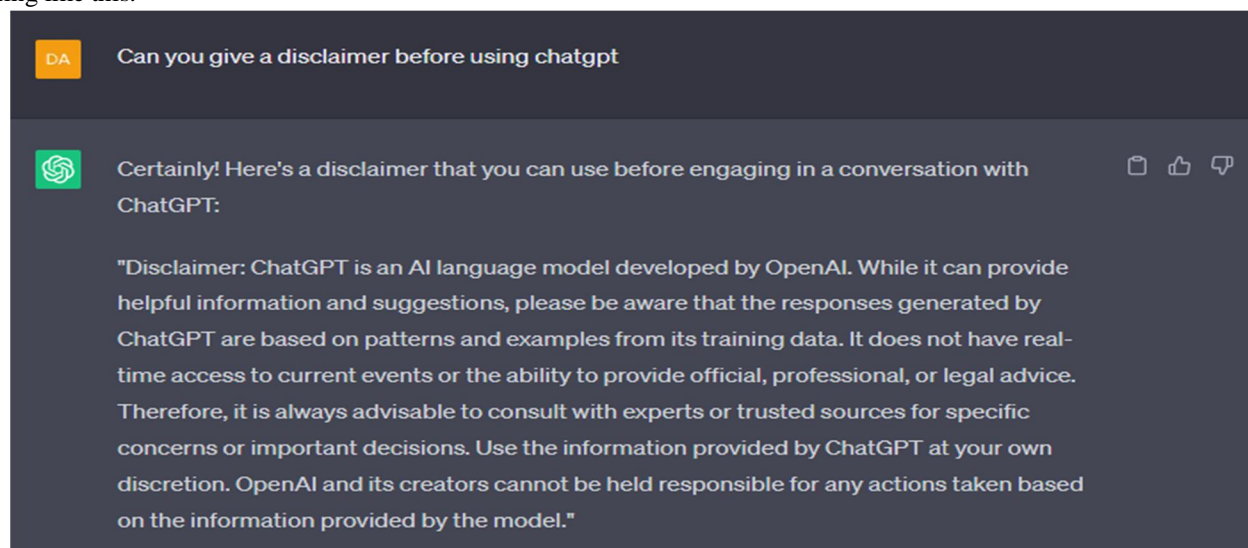 DA
Can you give a disclaimer before using chatgpt
Certainly! Here's a disclaimer that you can use before engaging in a conversation with
ChatGPT:
"Disclaimer: ChatGPT is an AI language model developed by OpenAI. While it can provide
helpful information and suggestions, please be aware that the responses generated by
ChatGPT are based on patterns and examples from its training data. It does not have real-
time access to current events or the ability to provide official, professional, or legal advice.
Therefore, it is always advisable to consult with experts or trusted sources for specific
concerns or important decisions. Use the information provided by ChatGPT at your own
discretion. OpenAI and its creators cannot be held responsible for any actions taken based
on the information provided by the model."